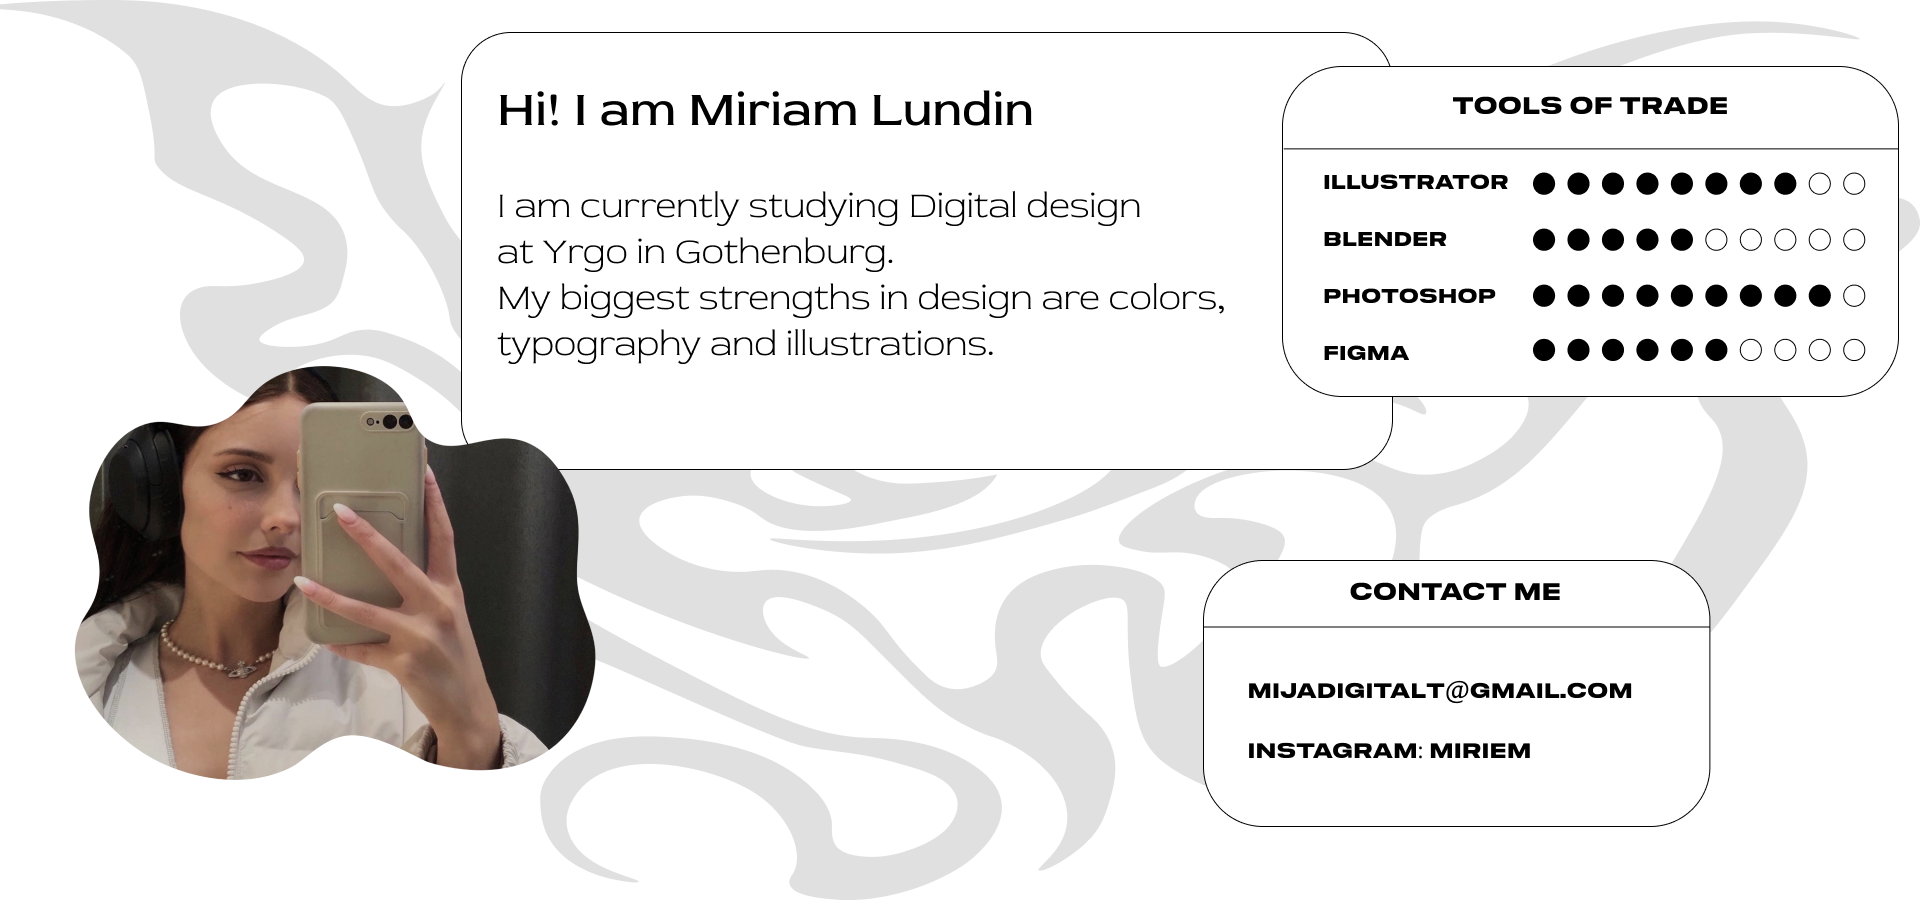 Hi! I am Miriam Lundin
I am currently studying Digital design
at Yrgo in Gothenburg.
My biggest strengths in design are colors,
typography and illustrations.
TOOLS OF TRADE
ILLUSTRATOR
BLENDER
PHOTOSHOP
FIGMA
CONTACT ME
MIJADIGITALT@GMAIL.COM
INSTAGRAM: MIRIEM